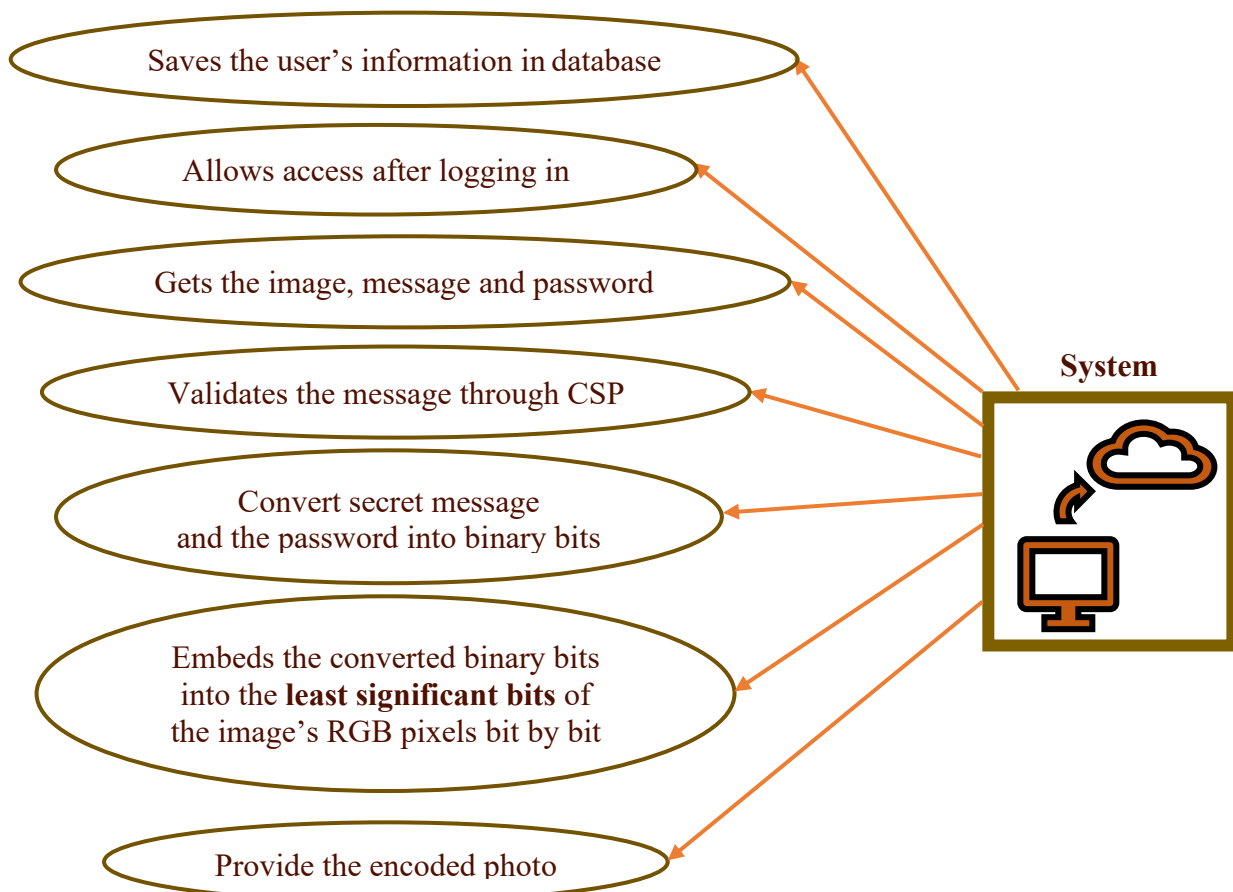 Saves the user’s information in database
Allows access after logging in
Gets the image, message and password
Validates the message through CSP
Convert secret message
and the password into binary bits
Embeds the converted binary bits
into the least significant bits of
the image’s RGB pixels bit by bit
Provide the encoded photo
System